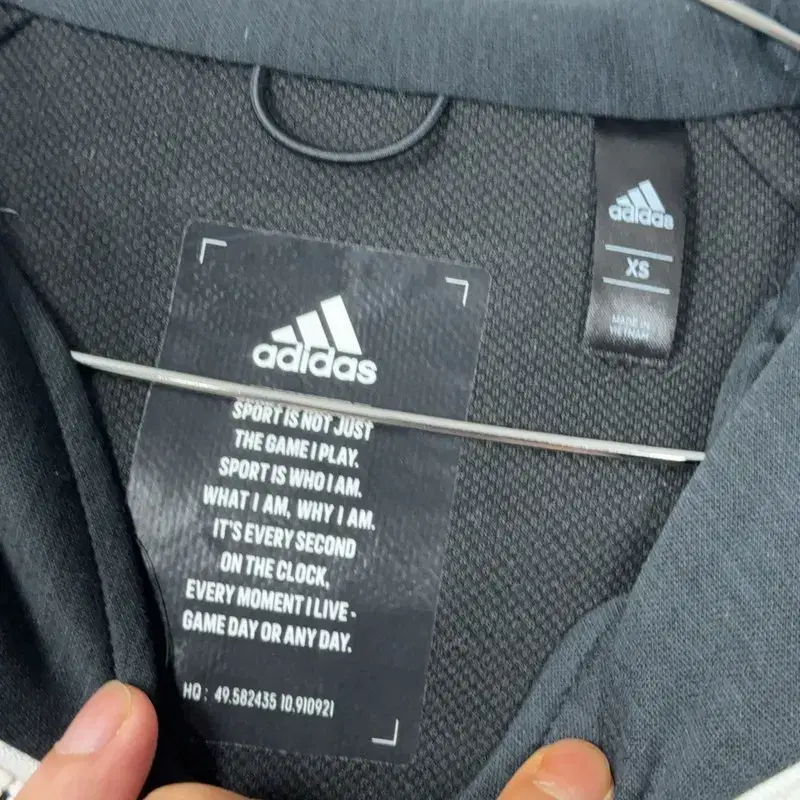 adidas
XS
MADE IN
VIETNAM
adidas
SPORT IS NOT JUST
THE GAME I PLAY.
SPORT IS WHO I AM.
WHAT I AM, WHY I AM.
IT'S EVERY SECOND
ON THE CLOCK,
EVERY MOMENT I LIVE-
GAME DAY OR ANY DAY.
HQ: 49.582435 10.910921